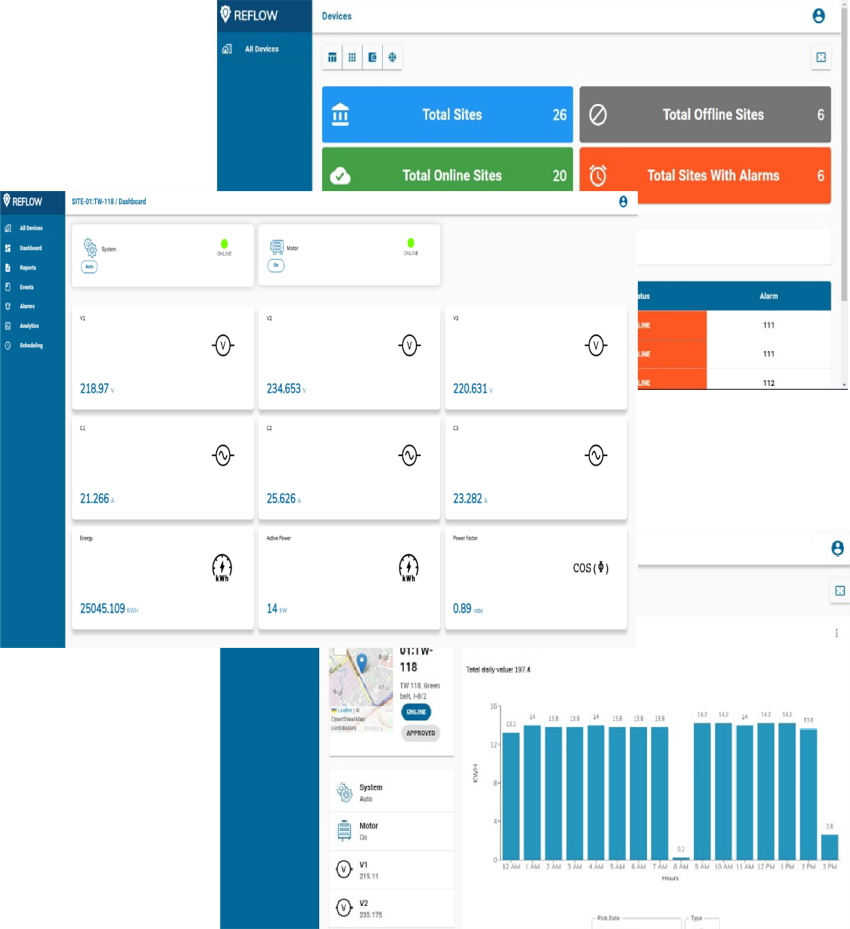 REFLOW
Devices
All Devices
Total Sites 26
Total Offline Sites 6
Total Online Sites 20
Total Sites With Alarms 6
Alarm
111
111
112
REFLOW
SITE-01:TW-118 / Dashboard
All Devices
Dashboard
Reports
Events
Alarms
Analytics
Scheduling
System
Auto
ONLINE
Motor
On
ONLINE
V1
V
218.97 V
V2
V
234.653 V
V3
V
220.631 V
C1
21.266 A
C2
25.626 A
C3
23.282 A
Energy
kWh
25045.109 KWH
Active Power
kWh
14 KW
Power Factor
COS (Φ)
0.89 ratio
01:TW-
118
TW 118, Green
belt, I-8/2
ONLINE
APPROVED
Leaflet | ©
OpenStreetMap
contributors
System
Auto
Motor
On
V
V1
219.11
V
V2
235.175
Total daily value: 197.4
KWH
16
12
8
4
0
13.2 14 13.8 13.8 14 13.8 13.8 13.8 0.2 14.2 14.2 14 14.2 14.2 13.6 2.6
12 AM 1 AM 2 AM 3 AM 4 AM 5 AM 6 AM 7 AM 8 AM 9 AM 10 AM 11 AM 12 PM 1 PM 2 PM 3 PM
Hours
Pick Date
Type